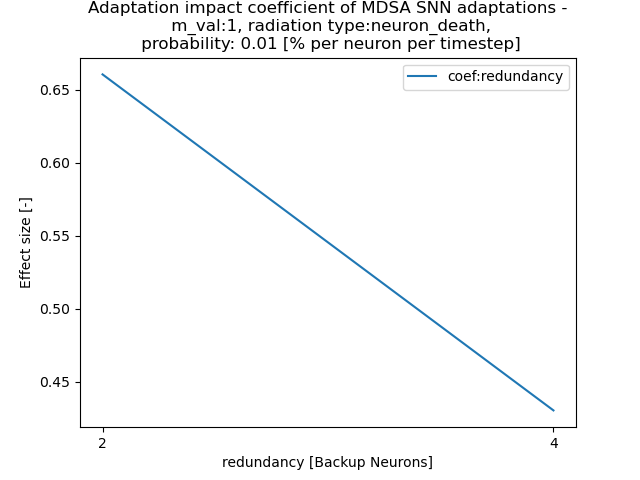 Adaptation impact coefficient of MDSA SNN adaptations -
m_val:1, radiation type:neuron_death,
probability: 0.01 [% per neuron per timestep]
coef:redundancy
0.65
0.60
0.55
0.50
0.45
Effect size [-]
2
4
redundancy [Backup Neurons]